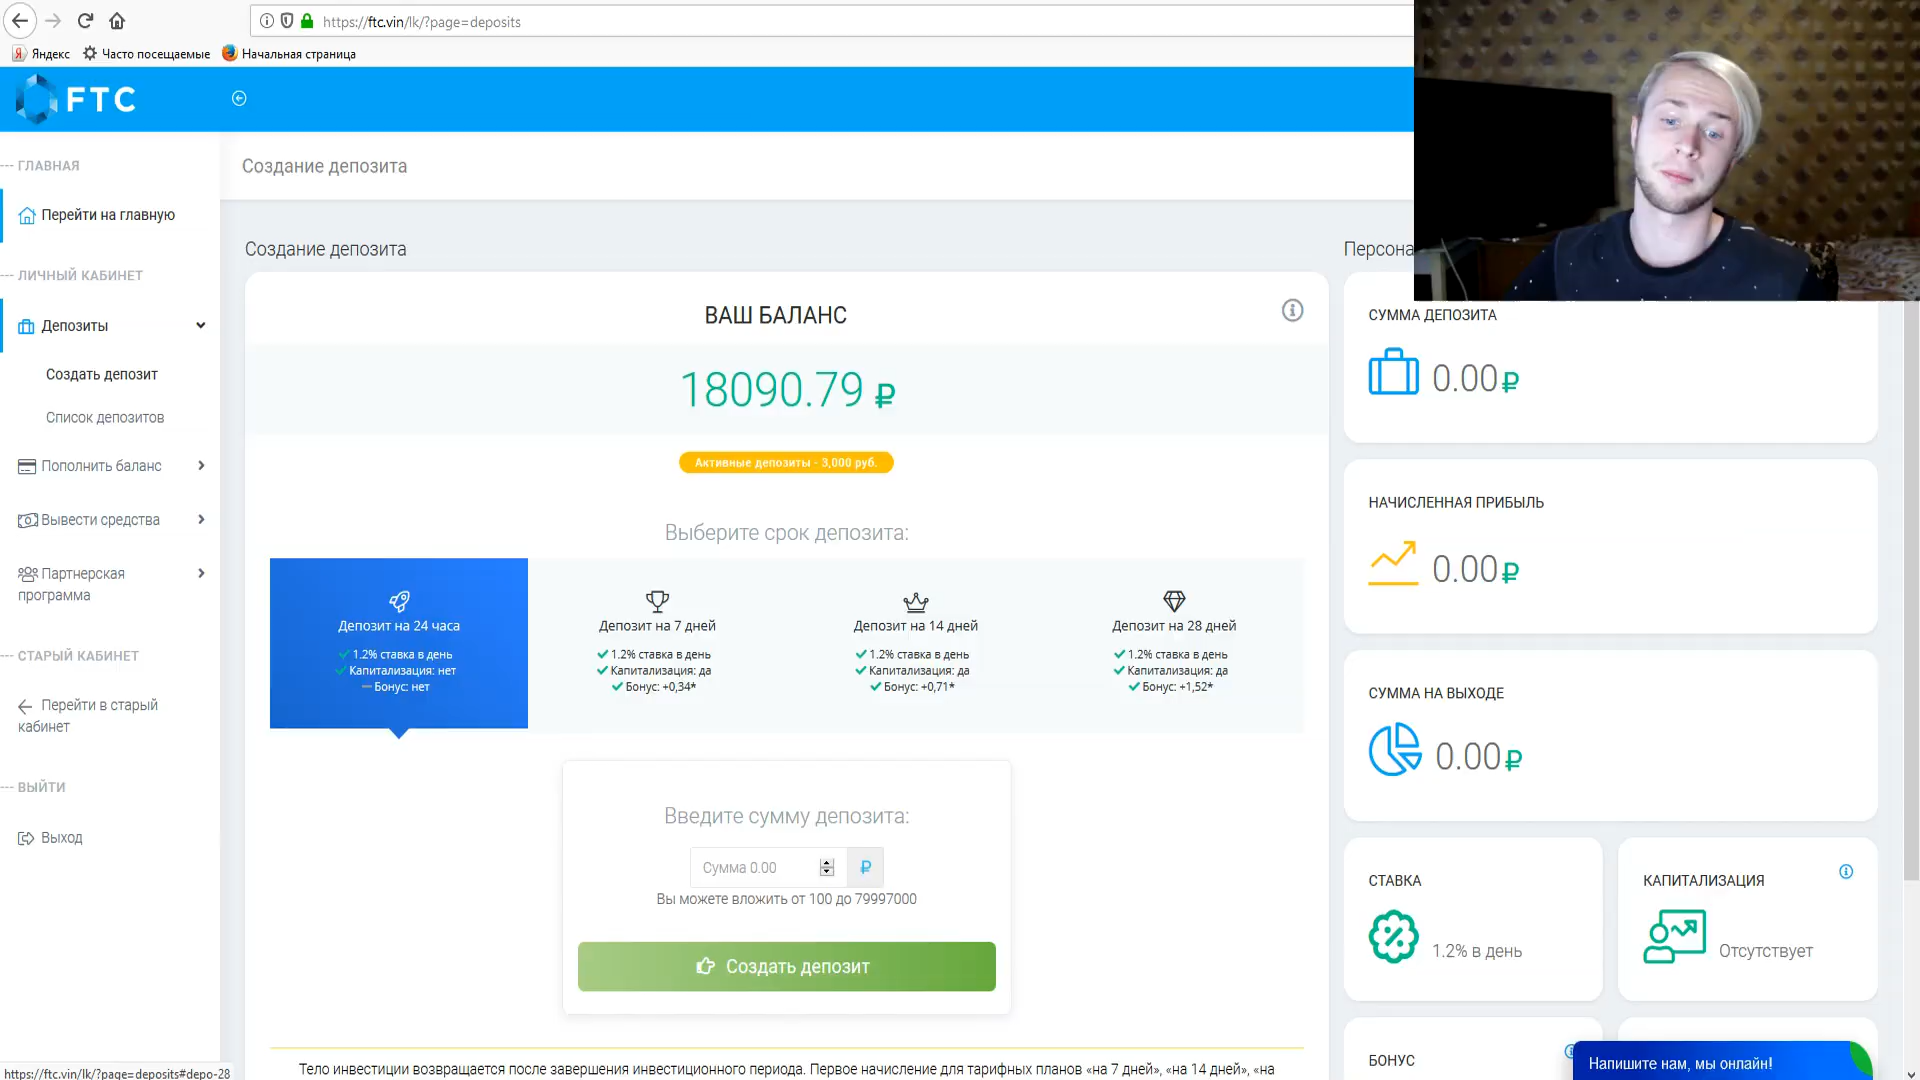 https://ftc.vin/lk/?page=deposits
Яндекс
Часто посещаемые
Начальная страница
FTC
--- ГЛАВНАЯ
Перейти на главную
--- ЛИЧНЫЙ КАБИНЕТ
Депозиты
Создать депозит
Список депозитов
Пополнить баланс
Вывести средства
Партнерская
программа
--- СТАРЫЙ КАБИНЕТ
Перейти в старый
кабинет
--- ВЫЙТИ
Выход
https://ftc.vin/lk/?page=deposits#depo-28
Создание депозита
Создание депозита
ВАШ БАЛАНС
18090.79 ₽
Активные депозиты - 3,000 руб.
Выберите срок депозита:
Депозит на 24 часа
1.2% ставка в день
Капитализация: нет
Бонус: нет
Депозит на 7 дней
1.2% ставка в день
Капитализация: да
Бонус: +0,34*
Депозит на 14 дней
1.2% ставка в день
Капитализация: да
Бонус: +0,71*
Депозит на 28 дней
1.2% ставка в день
Капитализация: да
Бонус: +1,52*
Введите сумму депозита:
Сумма 0.00 ₽
Вы можете вложить от 100 до 79997000
Создать депозит
Тело инвестиции возвращается после завершения инвестиционного периода. Первое начисление для тарифных планов «на 7 дней», «на 14 дней», «на
Персона
СУММА ДЕПОЗИТА
0.00₽
НАЧИСЛЕННАЯ ПРИБЫЛЬ
0.00₽
СУММА НА ВЫХОДЕ
0.00₽
СТАВКА
1.2% в день
КАПИТАЛИЗАЦИЯ
Отсутствует
БОНУС
Напишите нам, мы онлайн!